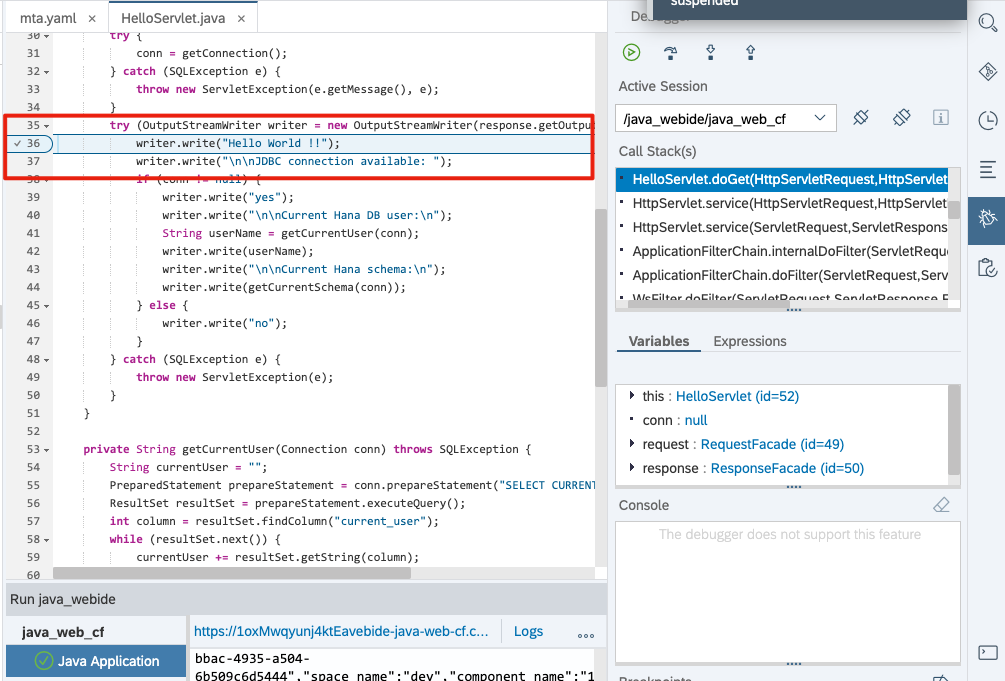 mta.yaml ×
HelloServlet.java ×
30 try {
31 conn = getConnection();
32 } catch (SQLException e) {
33 throw new ServletException(e.getMessage(), e);
34 }
35 try (OutputStreamWriter writer = new OutputStreamWriter(response.getOutpu
36 writer.write("Hello World !!");
37 writer.write("\n\nJDBC connection available: ");
38 if (conn != null) {
39 writer.write("yes");
40 writer.write("\n\nCurrent Hana DB user:\n");
41 String userName = getCurrentUser(conn);
42 writer.write(userName);
43 writer.write("\n\nCurrent Hana schema:\n");
44 writer.write(getCurrentSchema(conn));
45 } else {
46 writer.write("no");
47 }
48 } catch (SQLException e) {
49 throw new ServletException(e);
50 }
51 }
52
53 private String getCurrentUser(Connection conn) throws SQLException {
54 String currentUser = "";
55 PreparedStatement prepareStatement = conn.prepareStatement("SELECT CURRENT
56 ResultSet resultSet = prepareStatement.executeQuery();
57 int column = resultSet.findColumn("current_user");
58 while (resultSet.next()) {
59 currentUser += resultSet.getString(column);
60
Run java_webide
java_web_cf
Java Application
https://1oxMwqyunj4ktEavebide-java-web-cf.c...
Logs
bbac-4935-a504-
6b509c6d5444","space_name":"dev","component_name":"1
suspended
Debugger
Active Session
/java_webide/java_web_cf
Call Stack(s)
HelloServlet.doGet(HttpServletRequest,HttpServlet
HttpServlet.service(HttpServletRequest,HttpServlet
HttpServlet.service(ServletRequest,ServletRespons
ApplicationFilterChain.internalDoFilter(ServletRequ
ApplicationFilterChain.doFilter(ServletRequest,Serv
WsFilter.doFilter(ServletRequest,ServletResponse,F
Variables
Expressions
this : HelloServlet (id=52)
conn : null
request : RequestFacade (id=49)
response : ResponseFacade (id=50)
Console
The debugger does not support this feature
Breakpoints